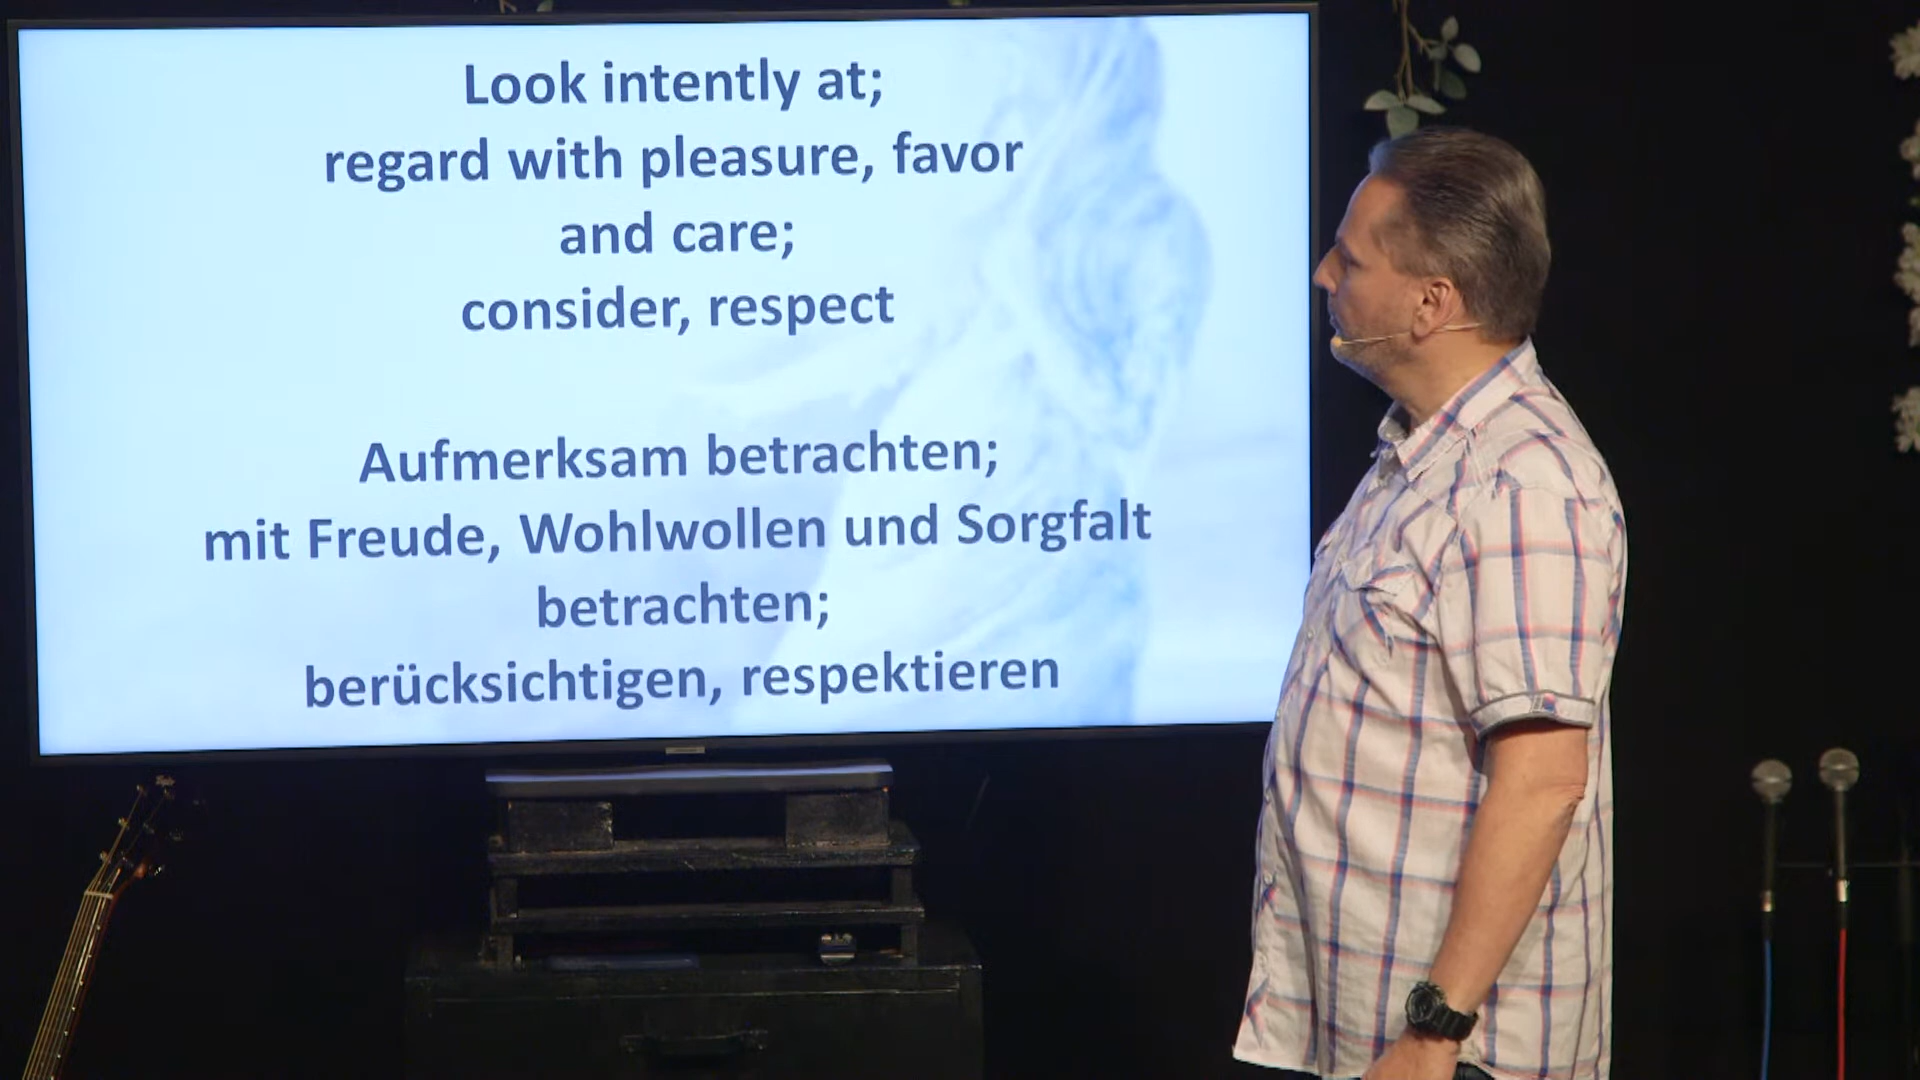 Look intently at;
regard with pleasure, favor
and care;
consider, respect
Aufmerksam betrachten;
mit Freude, Wohlwollen und Sorgfalt
betrachten;
berücksichtigen, respektieren